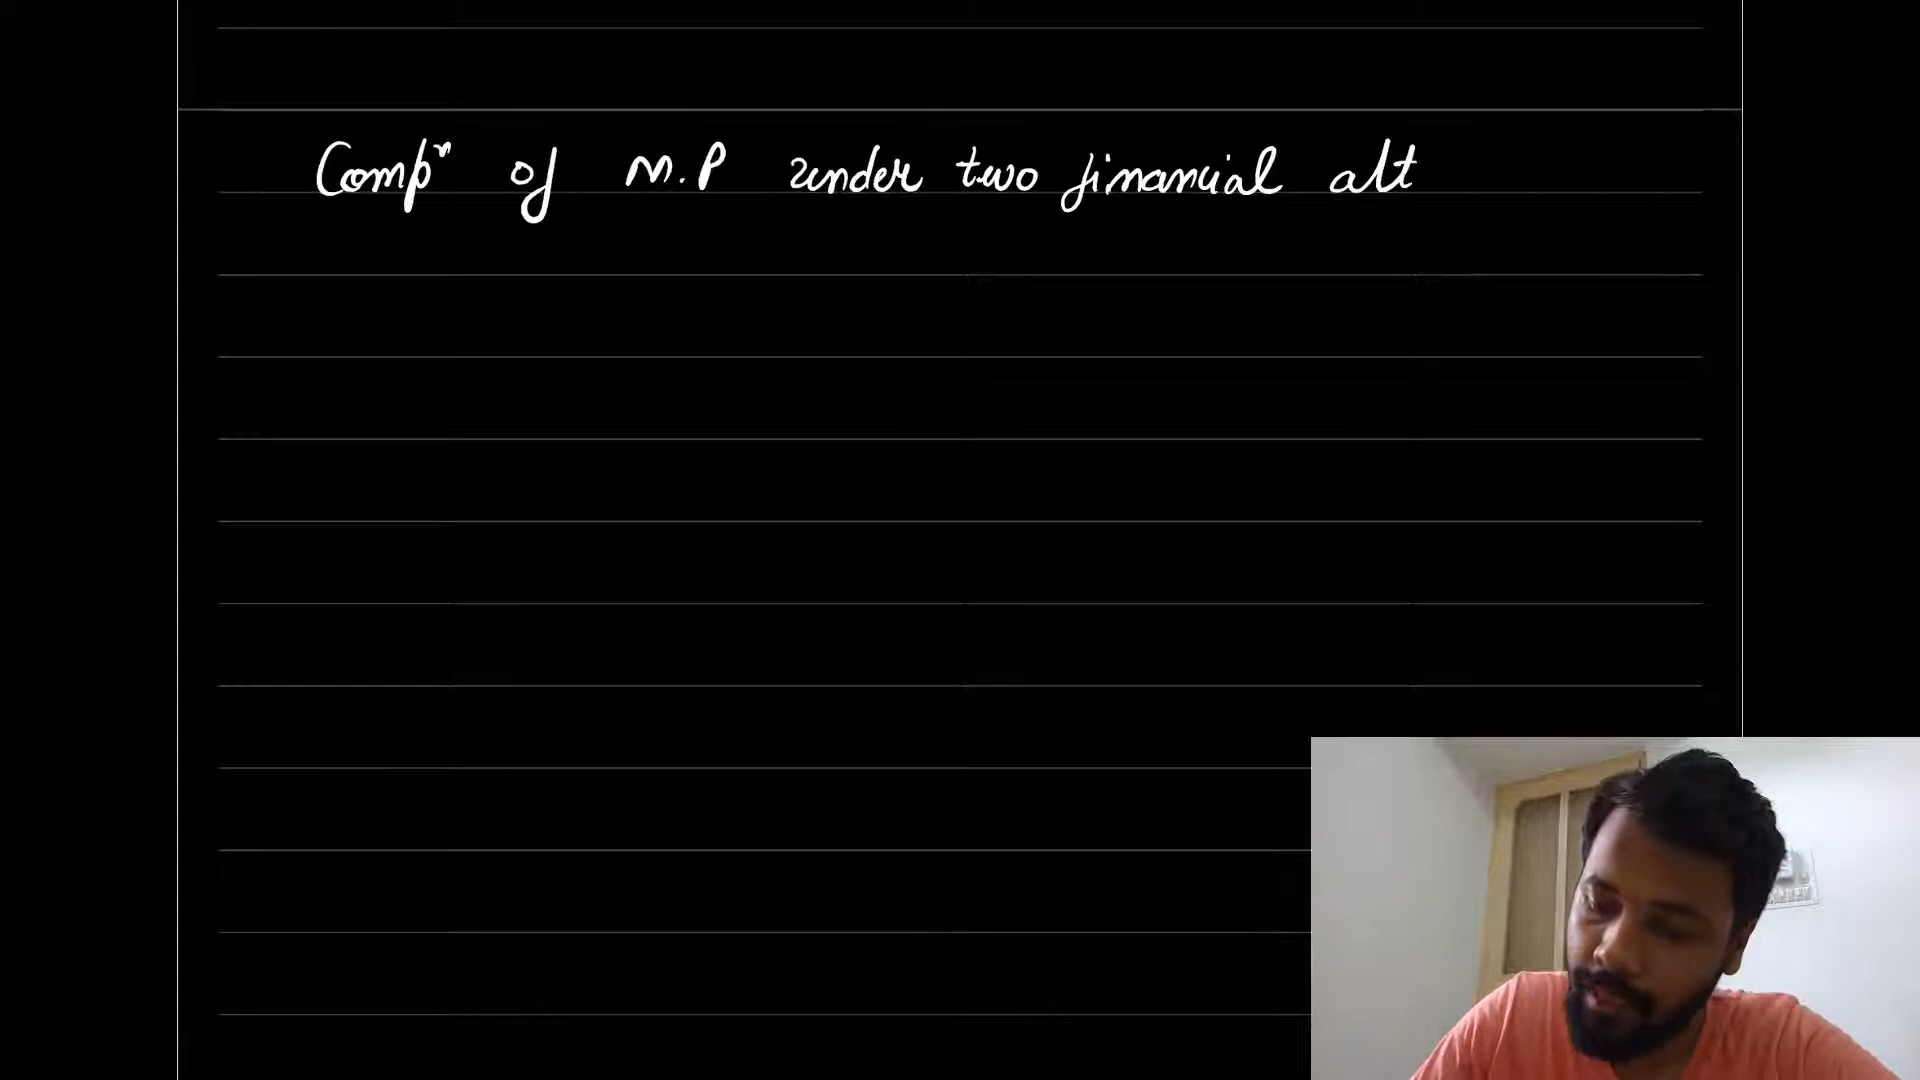 Compⁿ of M.P under two financial alt